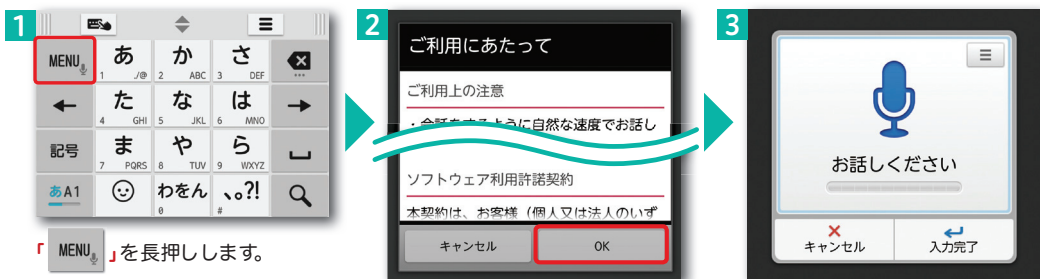 1
MENU
あ
1 ./@
か
2 ABC
さ
3 DEF
た
4 GHI
な
5 JKL
は
6 MNO
記号
ま
7 PQRS
や
8 TUV
ら
9 WXYZ
あA1
わをん
0
、。?!
#
「 MENU 」を長押しします。
2
ご利用にあたって
ご利用上の注意
・会話をするように自然な速度でお話し
ソフトウェア利用許諾契約
本契約は、お客様（個人又は法人のいず
キャンセル
OK
3
お話しください
キャンセル
入力完了